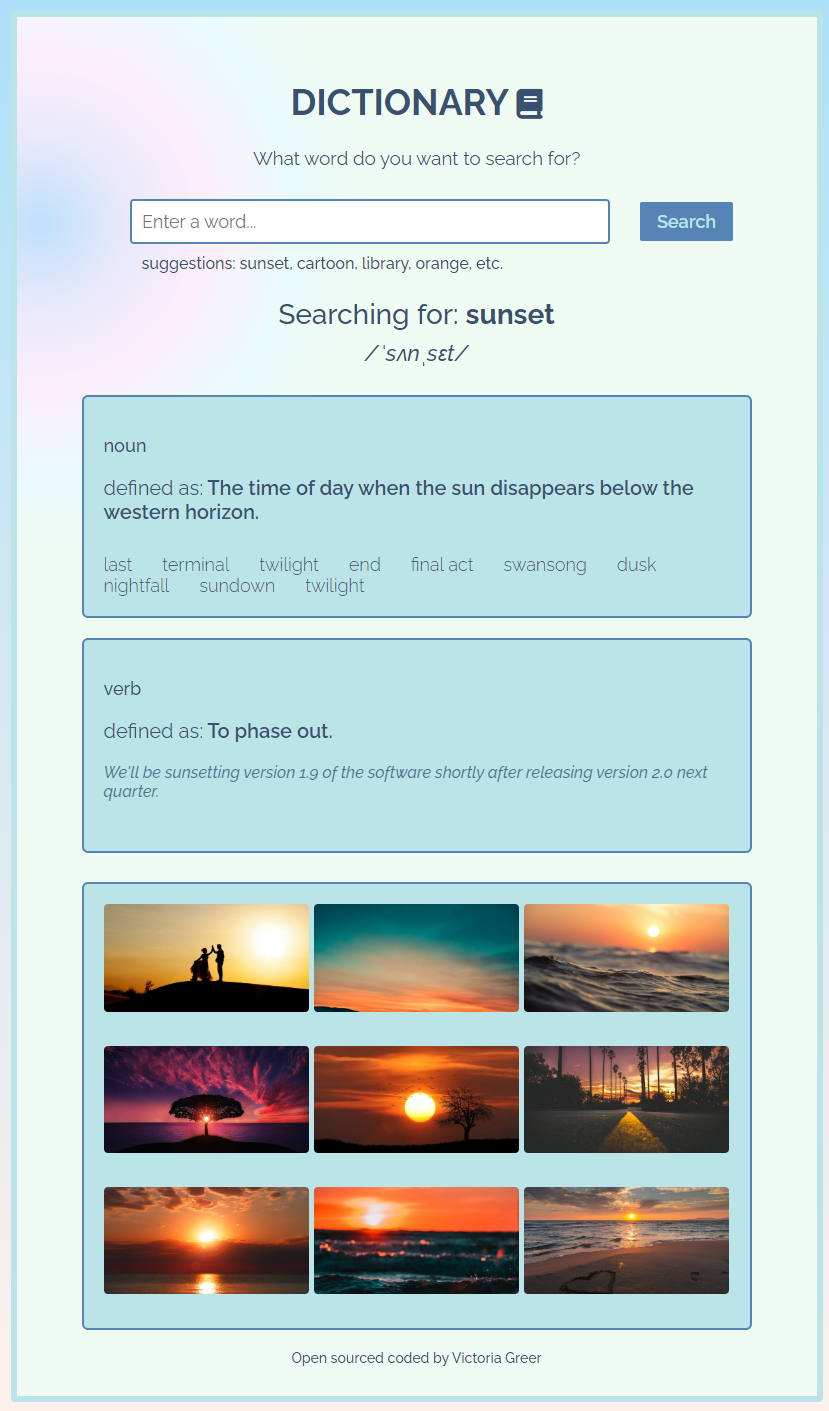 DICTIONARY
What word do you want to search for?
Enter a word...
Search
suggestions: sunset, cartoon, library, orange, etc.
Searching for: sunset
/ˈsʌnˌsɛt/
noun
defined as: The time of day when the sun disappears below the
western horizon.
last terminal twilight end final act swansong dusk
nightfall sundown twilight
verb
defined as: To phase out.
We'll be sunsetting version 1.9 of the software shortly after releasing version 2.0 next
quarter.
Open sourced coded by Victoria Greer